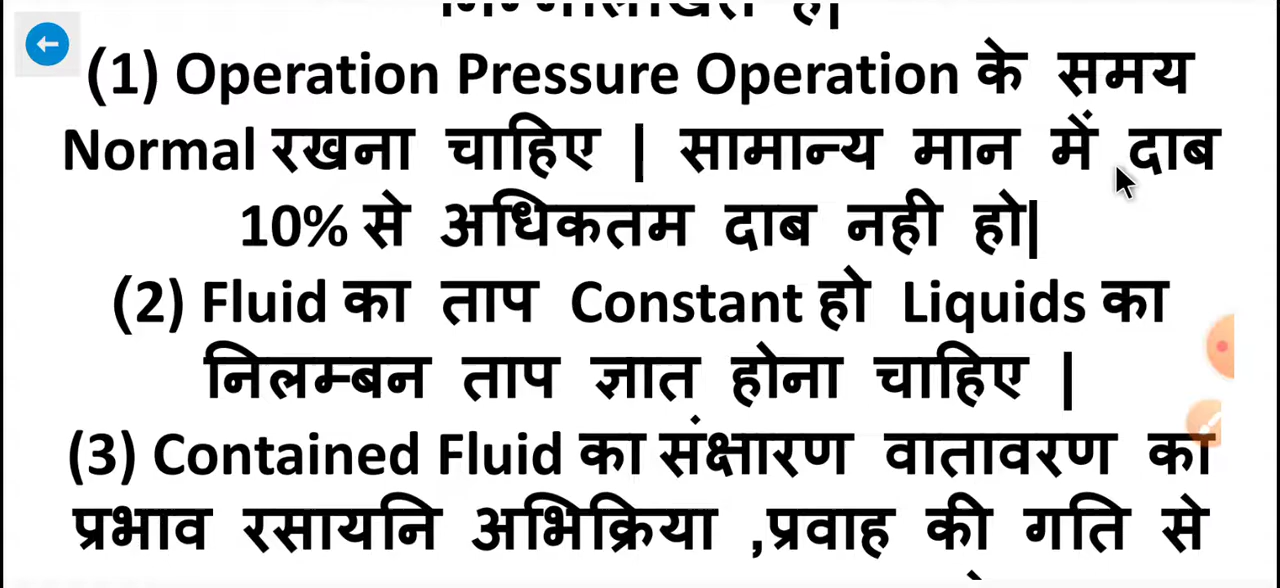 (1) Operation Pressure Operation के समय
Normal रखना चाहिए | सामान्य मान में दाब
10% से अधिकतम दाब नही हो|
(2) Fluid का ताप Constant हो Liquids का
निलम्बन ताप ज्ञात होना चाहिए |
(3) Contained Fluid का संक्षारण वातावरण का
प्रभाव रसायनि अभिक्रिया ,प्रवाह की गति से